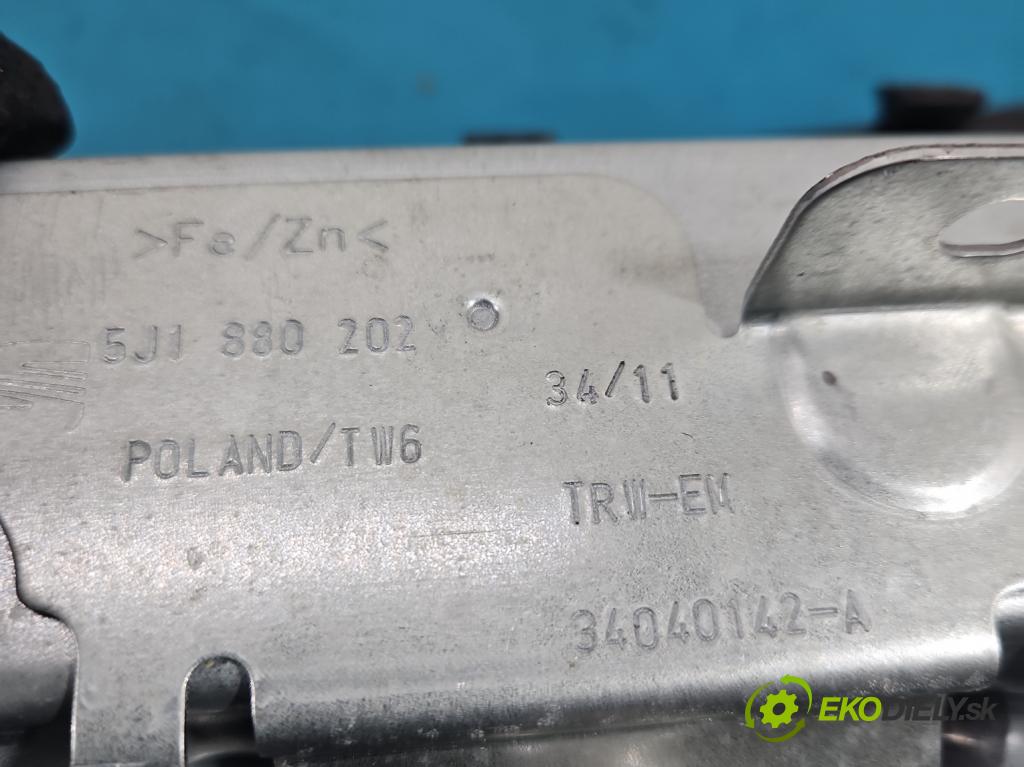 >Fe/Zn<
5J1 880 202
34/11
POLAND/TW6
TRW-EM
34040142-A
EKODIELY.sk